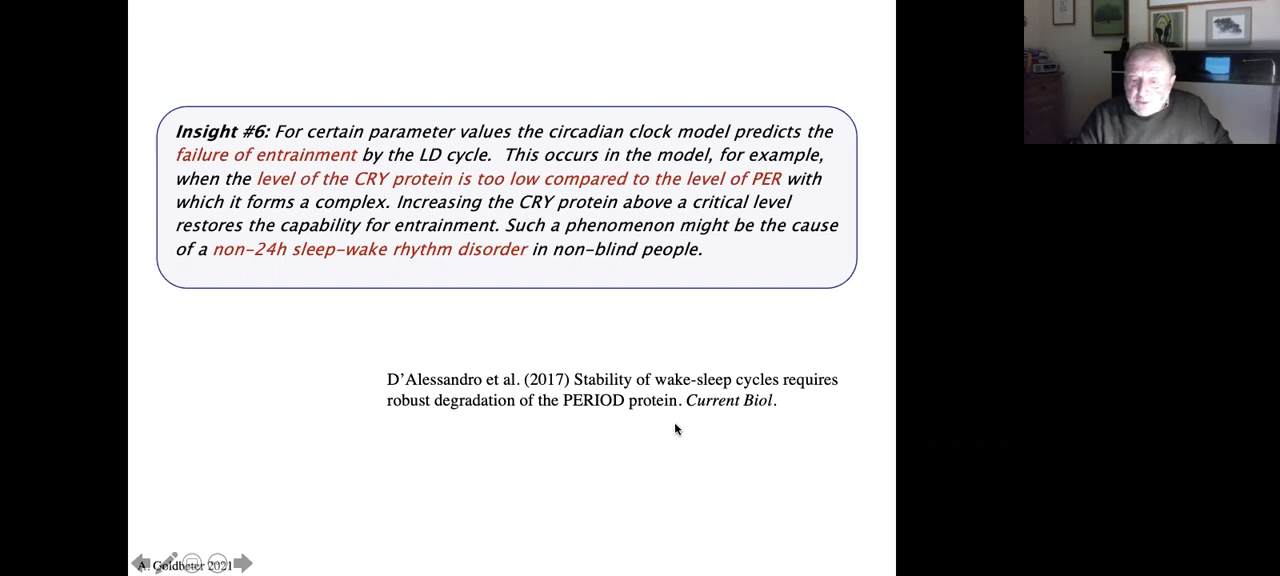 Insight #6: For certain parameter values the circadian clock model predicts the
failure of entrainment by the LD cycle. This occurs in the model, for example,
when the level of the CRY protein is too low compared to the level of PER with
which it forms a complex. Increasing the CRY protein above a critical level
restores the capability for entrainment. Such a phenomenon might be the cause
of a non-24h sleep-wake rhythm disorder in non-blind people.
D'Alessandro et al. (2017) Stability of wake-sleep cycles requires
robust degradation of the PERIOD protein. Current Biol.
A. Goldbeter 2021